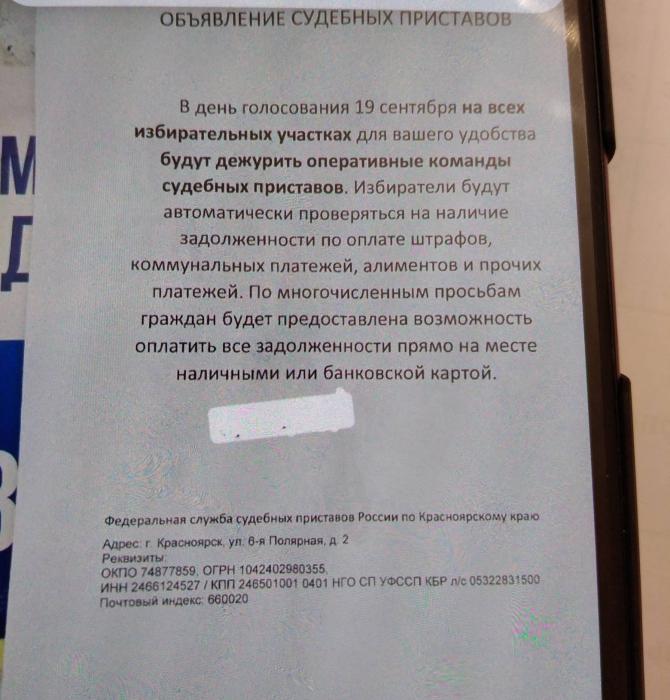 ОБЪЯВЛЕНИЕ СУДЕБНЫХ ПРИСТАВОВ
В день голосования 19 сентября на всех
избирательных участках для вашего удобства
будут дежурить оперативные команды
судебных приставов. Избиратели будут
автоматически проверяться на наличие
задолженности по оплате штрафов,
коммунальных платежей, алиментов и прочих
платежей. По многочисленным просьбам
граждан будет предоставлена возможность
оплатить все задолженности прямо на месте
наличными или банковской картой.
Федеральная служба судебных приставов России по Красноярскому краю
Адрес: г. Красноярск, ул. 6-я Полярная, д. 2
Реквизиты:
ОКПО 74877859, ОГРН 1042402980355,
ИНН 2466124527 / КПП 246501001 0401 НГО СП УФССП КБР л/с 05322831500
Почтовый индекс: 660020